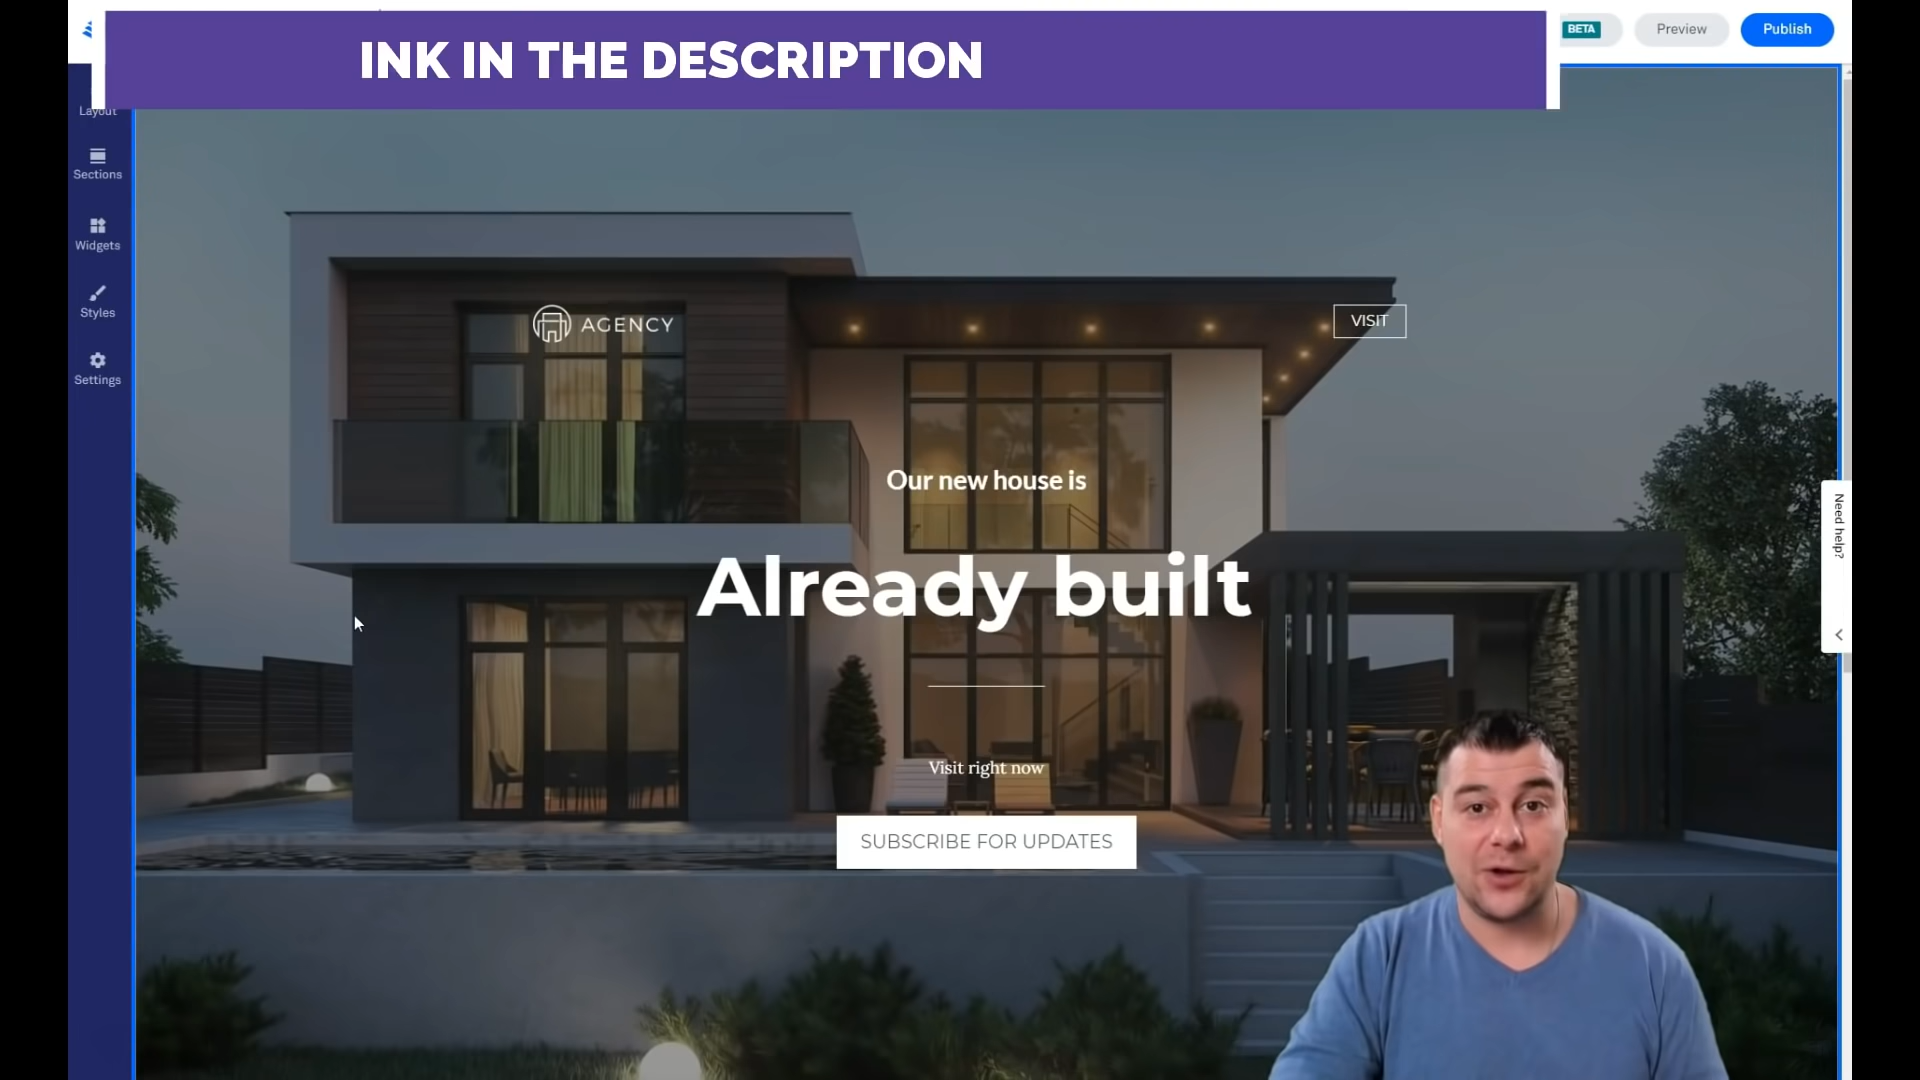 INK IN THE DESCRIPTION
BETA
Preview
Publish
Layout
Sections
Widgets
Styles
Settings
AGENCY
VISIT
Our new house is
Already built
Visit right now
SUBSCRIBE FOR UPDATES
Need help?